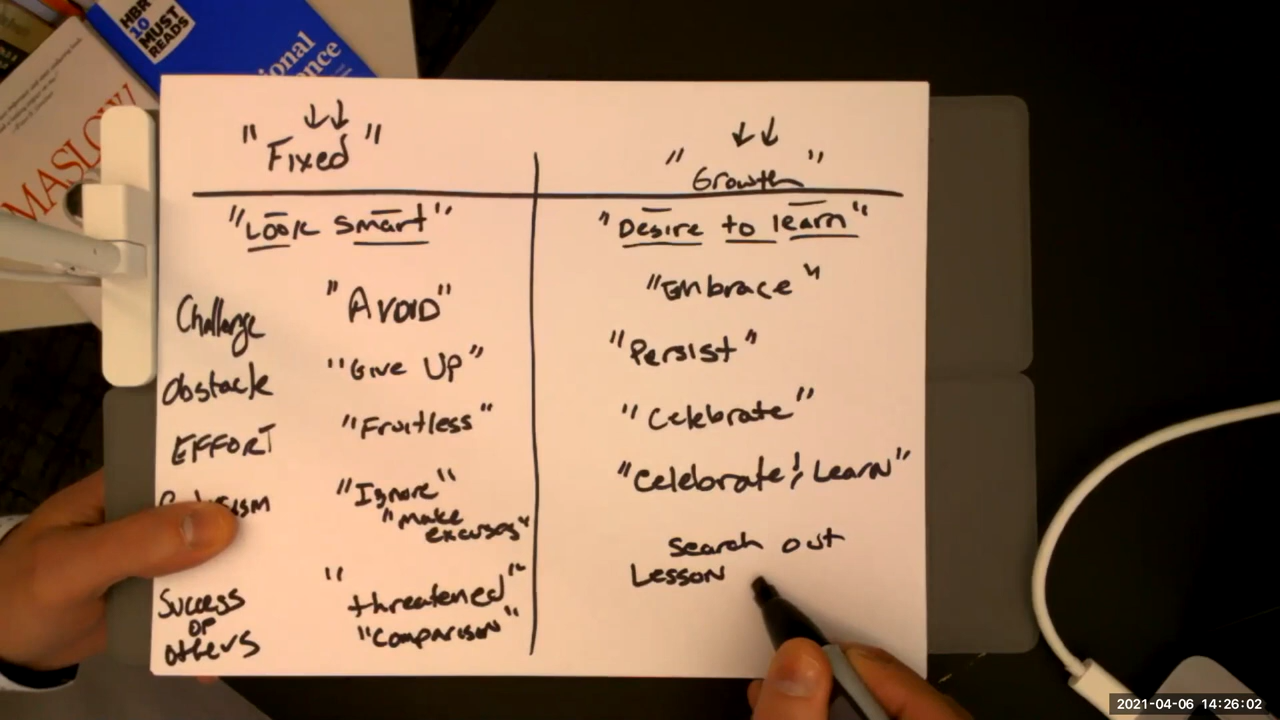 HBR
10
MUST
READS
MASLOW
"Fixed" "Growth"
"Look smart" "Desire to learn"
Challenge "Avoid" "Embrace"
Obstacle "Give Up" "Persist"
EFFORT "Fruitless" "Celebrate"
"Ignore" "Celebrate & Learn"
"make
excuses"
Search out
Lesson
Success
of
others
"threatened"
"Comparison"
2021-04-06 14:26:02